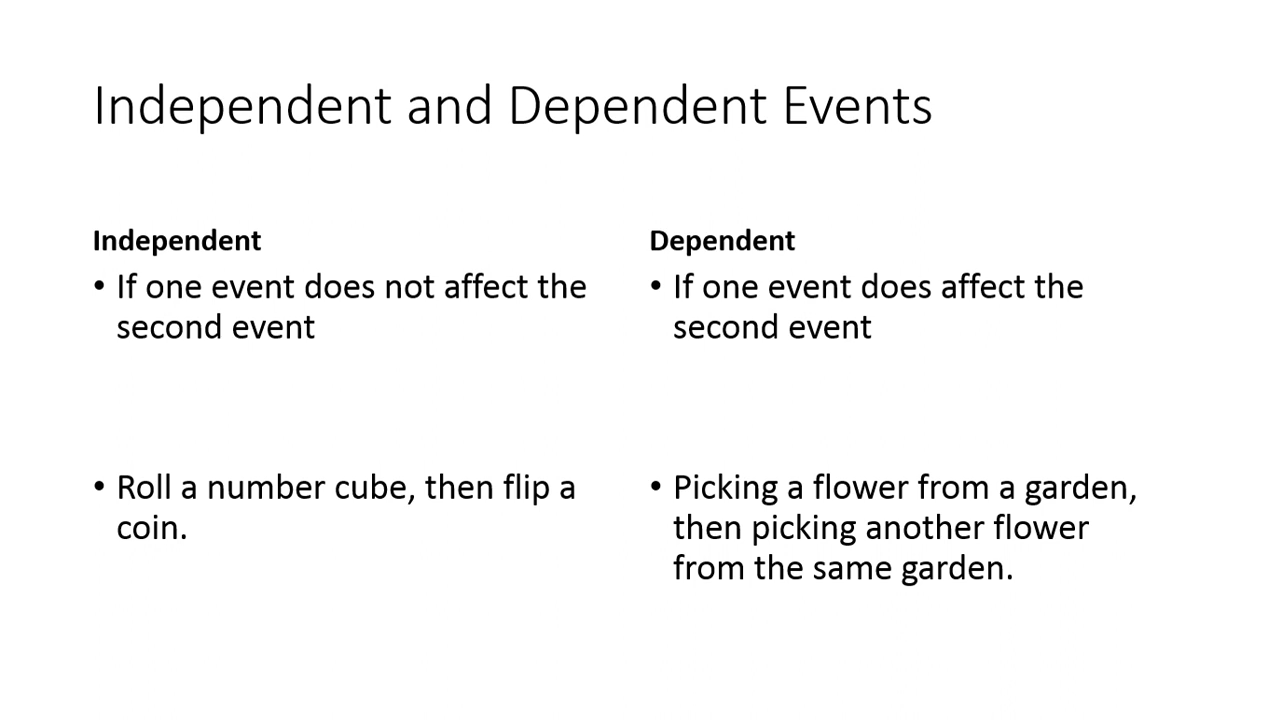 Independent and Dependent Events
Independent
• If one event does not affect the
second event
• Roll a number cube, then flip a
coin.
Dependent
• If one event does affect the
second event
• Picking a flower from a garden,
then picking another flower
from the same garden.